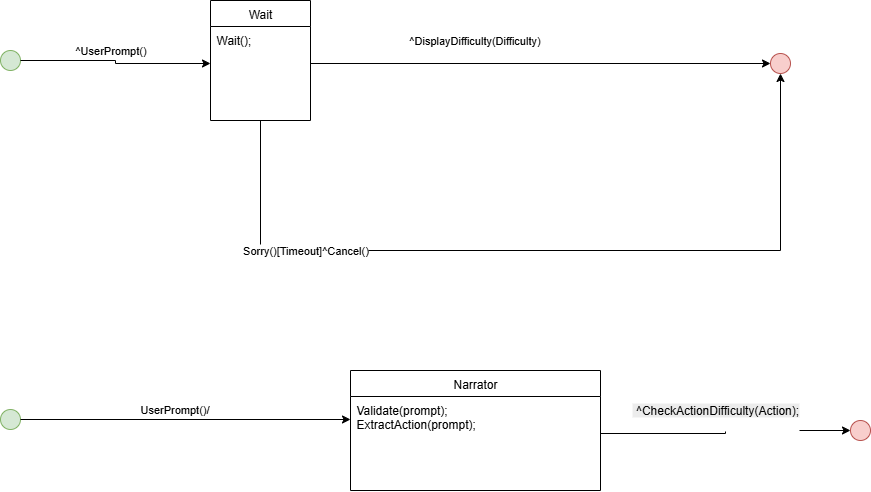 Wait
^UserPrompt()
Wait();
^DisplayDifficulty(Difficulty)
Sorry()[Timeout]^Cancel()
Narrator
UserPrompt()/
Validate(prompt);
ExtractAction(prompt);
^CheckActionDifficulty(Action);